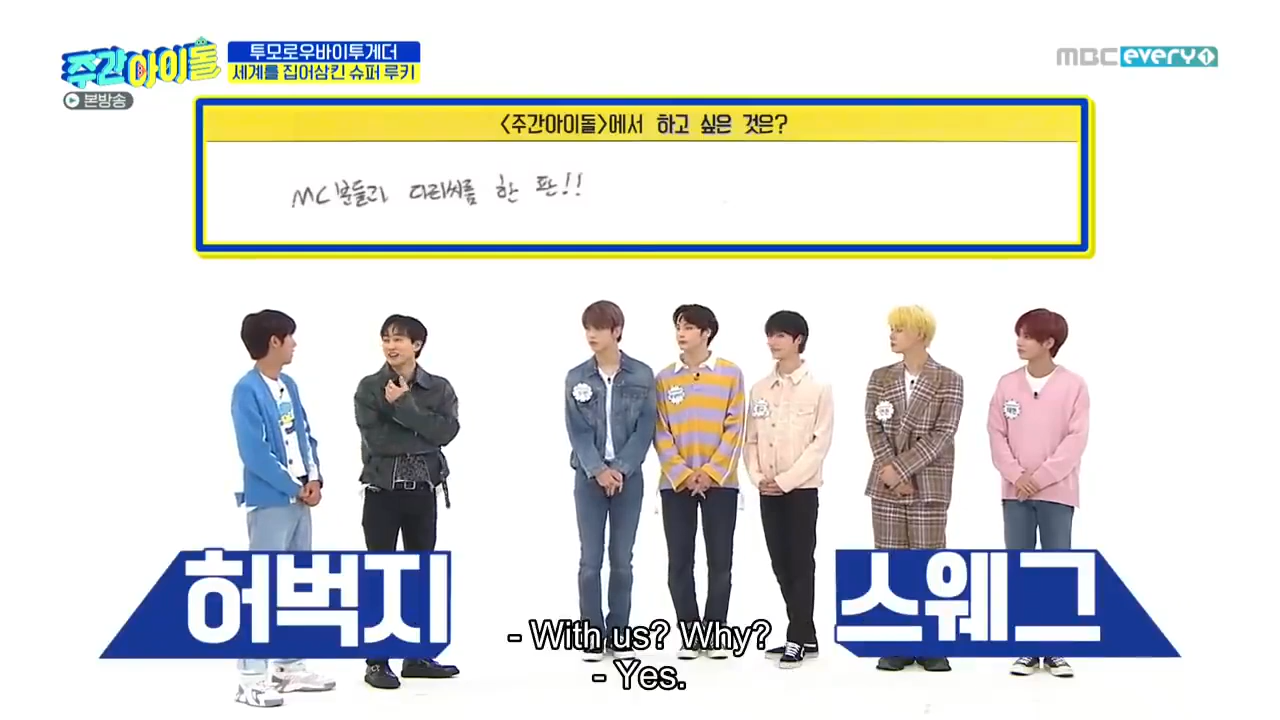 주간아이돌
투모로우바이투게더
세계를 집어삼킨 슈퍼 루키
본방송
MBC every1
<주간아이돌>에서 하고 싶은 것은?
MC분들과 다리씨름 한 판!!
허벅지
스웨그
- With us? Why?
- Yes.